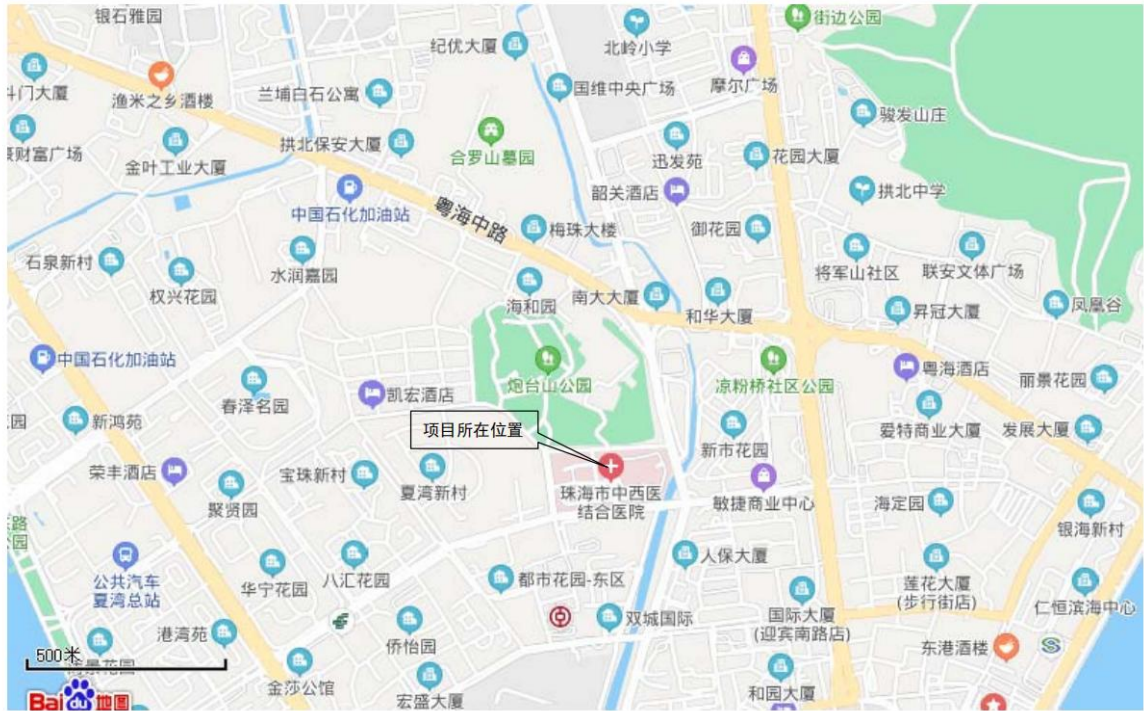 银石雅园
街边公园
纪优大厦
北岭小学
斗门大厦
渔米之乡酒楼
兰埔白石公寓
国维中央广场
摩尔广场
骏发山庄
财富广场
金叶工业大厦
拱北保安大厦
合罗山墓园
迅发苑
花园大厦
中国石化加油站
粤海中路
韶关酒店
拱北中学
梅珠大楼
御花园
石泉新村
权兴花园
水润嘉园
将军山社区
联安文体广场
海和园
南大大厦
和华大厦
昇冠大厦
凤凰谷
中国石化加油站
炮台山公园
凉粉桥社区公园
粤海酒店
丽景花园
春泽名园
凯宏酒店
园
新鸿苑
项目所在位置
新市花园
爱特商业大厦
发展大厦
荣丰酒店
聚贤园
宝珠新村
夏湾新村
珠海市中西医
结合医院
敏捷商业中心
海定园
银海新村
路
公园
公共汽车
夏湾总站
华宁花园
八汇花园
都市花园-东区
人保大厦
莲花大厦
(步行街店)
仁恒滨海中心
港湾苑
侨怡园
双城国际
国际大厦
(迎宾南路店)
东港酒楼
500米
金莎公馆
宏盛大厦
和园大厦
Bai du 地图